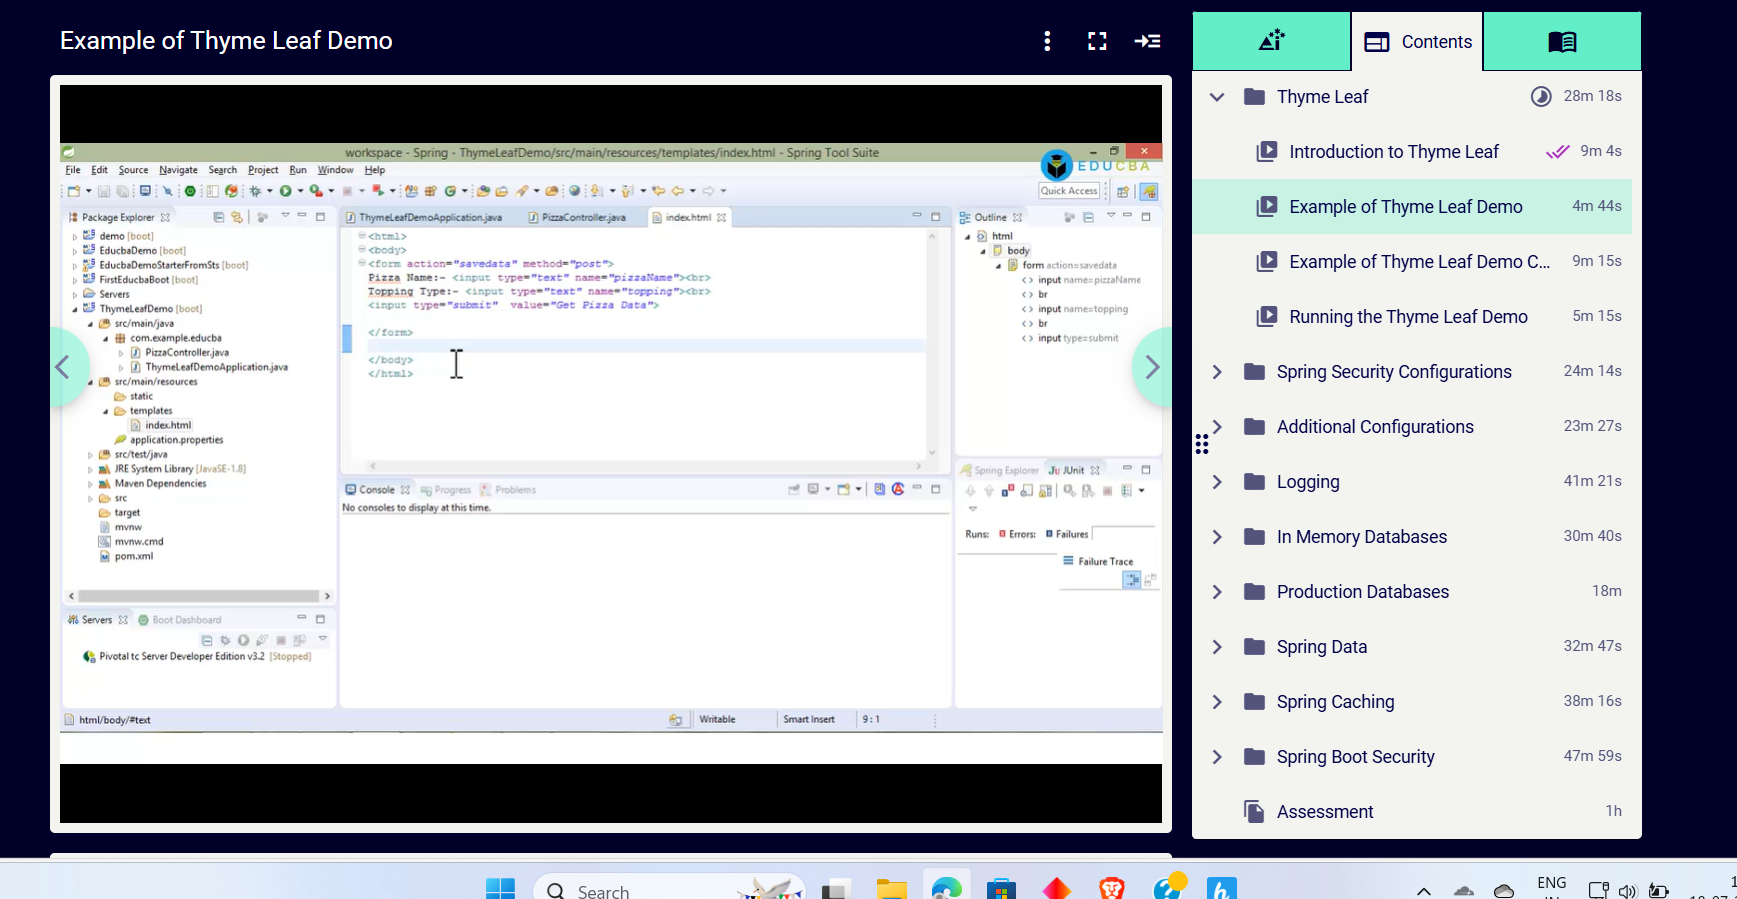 Example of Thyme Leaf Demo
workspace - Spring - ThymeLeafDemo/src/main/resources/templates/index.html - Spring Tool Suite
EDUCBA
File Edit Source Navigate Search Project Run Window Help
Quick Access
Package Explorer
demo [boot]
EducbaDemo [boot]
EducbaDemoStarterFromSts [boot]
FirstEducbaBoot [boot]
Servers
ThymeLeafDemo [boot]
src/main/java
com.example.educba
PizzaController.java
ThymeLeafDemoApplication.java
src/main/resources
static
templates
index.html
application.properties
src/test/java
JRE System Library [JavaSE-1.8]
Maven Dependencies
src
target
mvnw
mvnw.cmd
pom.xml
Servers Boot Dashboard
Pivotal tc Server Developer Edition v3.2 [Stopped]
ThymeLeafDemoApplication.java PizzaController.java index.html
<html>
<body>
<form action="savedata" method="post">
Pizza Name:- <input type="text" name="pizzaName"><br>
Topping Type:- <input type="text" name="topping"><br>
<input type="submit" value="Get Pizza Data">
</form>
</body>
</html>
Console Progress Problems
No consoles to display at this time.
Outline
html
body
form action=savedata
input name=pizzaName
br
input name=topping
br
input type=submit
Spring Explorer JUnit
Runs: Errors: Failures
Failure Trace
html/body/#text Writable Smart Insert 9 : 1
Contents
Thyme Leaf 28m 18s
Introduction to Thyme Leaf 9m 4s
Example of Thyme Leaf Demo 4m 44s
Example of Thyme Leaf Demo C... 9m 15s
Running the Thyme Leaf Demo 5m 15s
Spring Security Configurations 24m 14s
Additional Configurations 23m 27s
Logging 41m 21s
In Memory Databases 30m 40s
Production Databases 18m
Spring Data 32m 47s
Spring Caching 38m 16s
Spring Boot Security 47m 59s
Assessment 1h
Search
ENG